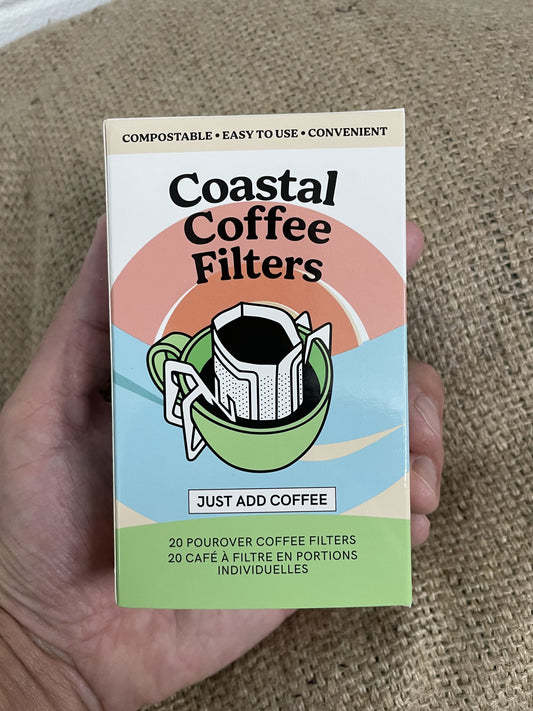 COMPOSTABLE • EASY TO USE • CONVENIENT
Coastal
Coffee
Filters
JUST ADD COFFEE
20 POUROVER COFFEE FILTERS
20 CAFÉ À FILTRE EN PORTIONS
INDIVIDUELLES